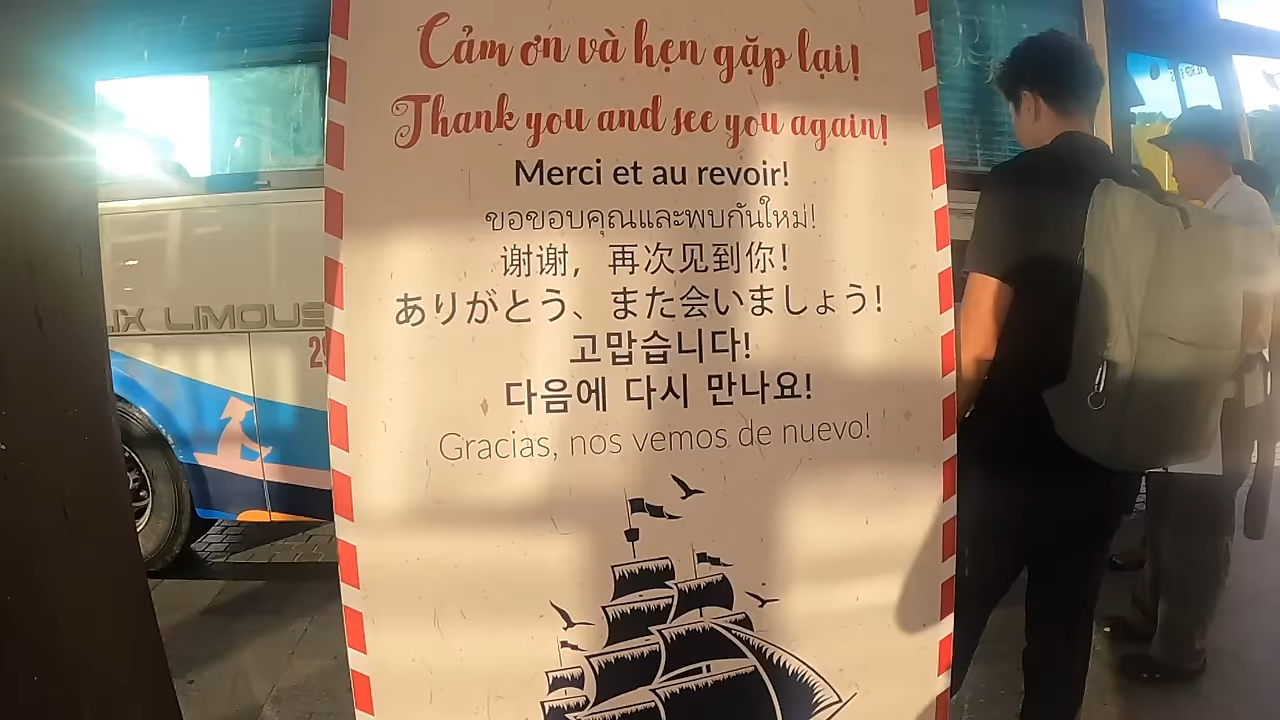 Cảm ơn và hẹn gặp lại!
Thank you and see you again!
Merci et au revoir!
ขอขอบคุณและพบกันใหม่!
谢谢，再次见到你！
ありがとう、また会いましょう!
고맙습니다!
다음에 다시 만나요!
Gracias, nos vemos de nuevo!
LIMOUS
29